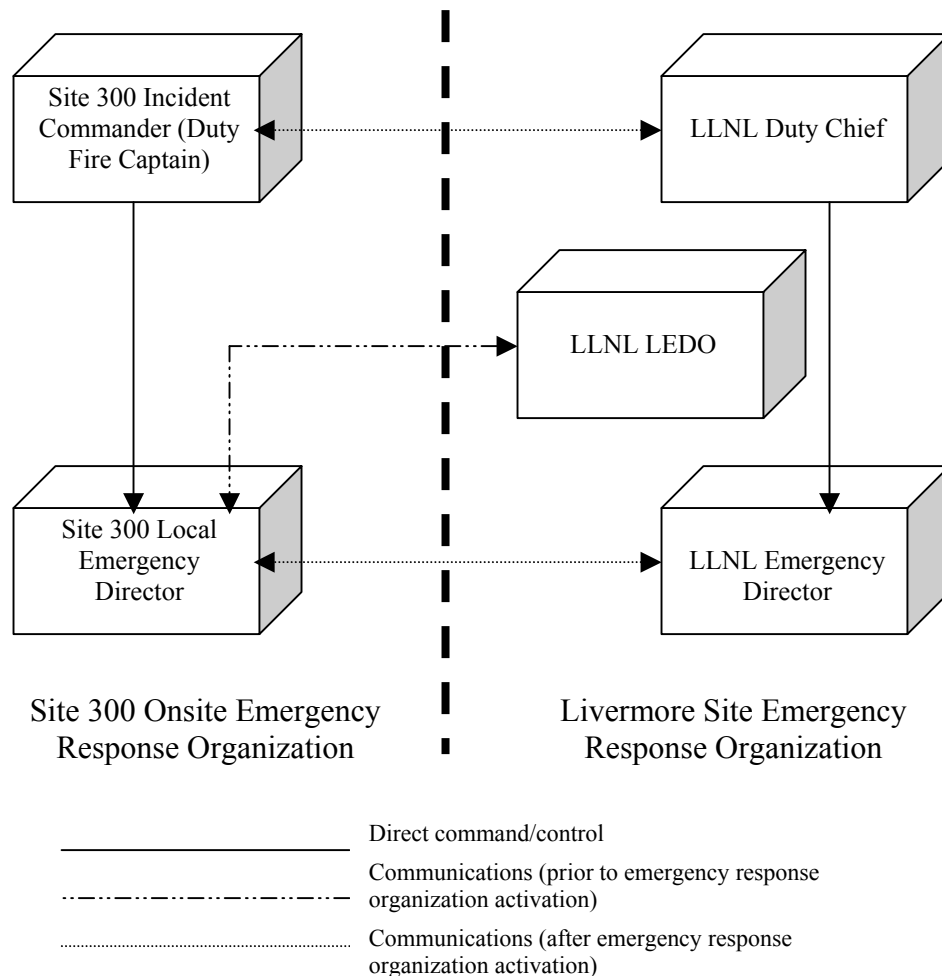 Site 300 Incident
Commander (Duty
Fire Captain)
LLNL Duty Chief
LLNL LEDO
Site 300 Local
Emergency
Director
LLNL Emergency
Director
Site 300 Onsite Emergency
Response Organization
Livermore Site Emergency
Response Organization
Direct command/control
Communications (prior to emergency response
organization activation)
Communications (after emergency response
organization activation)